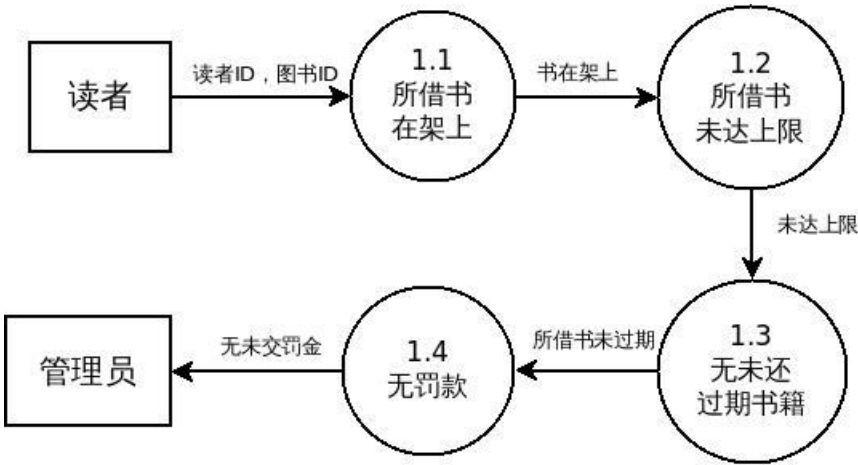 读者
读者ID，图书ID
1.1
所借书
在架上
书在架上
1.2
所借书
未达上限
未达上限
1.3
无未还
过期书籍
所借书未过期
1.4
无罚款
无未交罚金
管理员